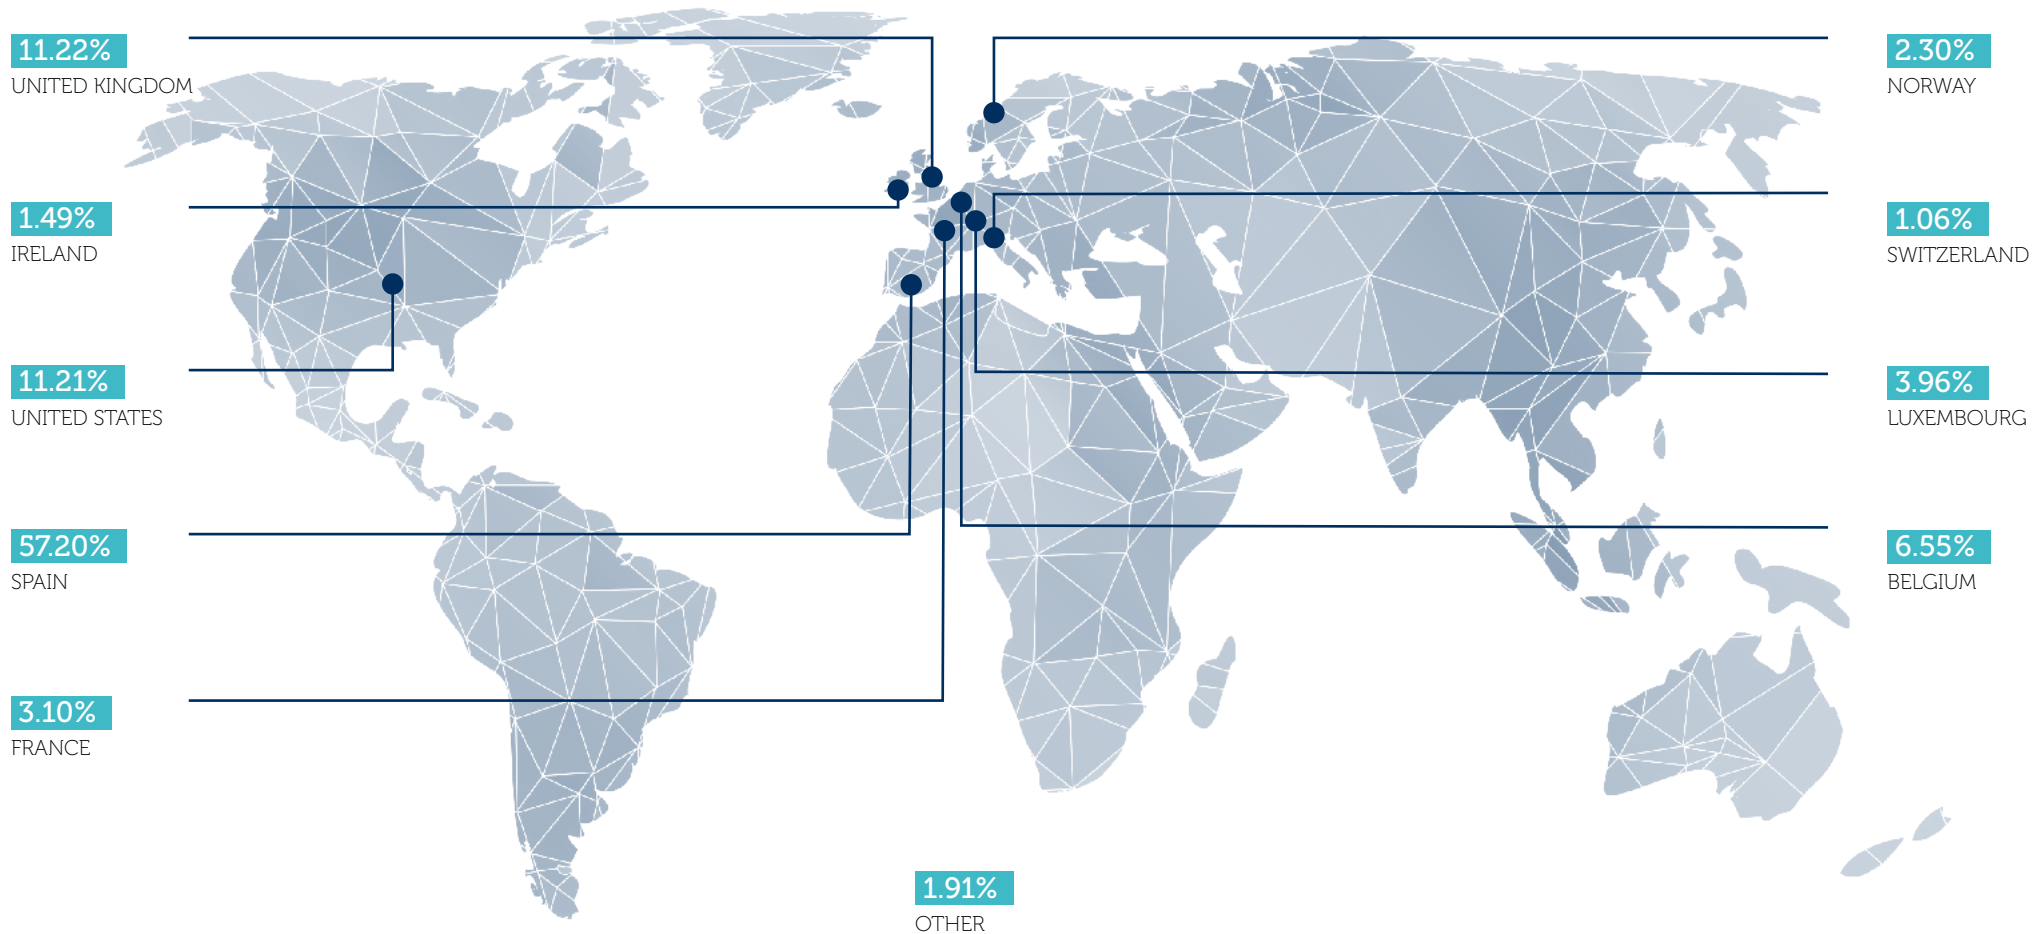 11.22%
UNITED KINGDOM
1.49%
IRELAND
11.21%
UNITED STATES
57.20%
SPAIN
3.10%
FRANCE
2.30%
NORWAY
1.06%
SWITZERLAND
3.96%
LUXEMBOURG
6.55%
BELGIUM
1.91%
OTHER